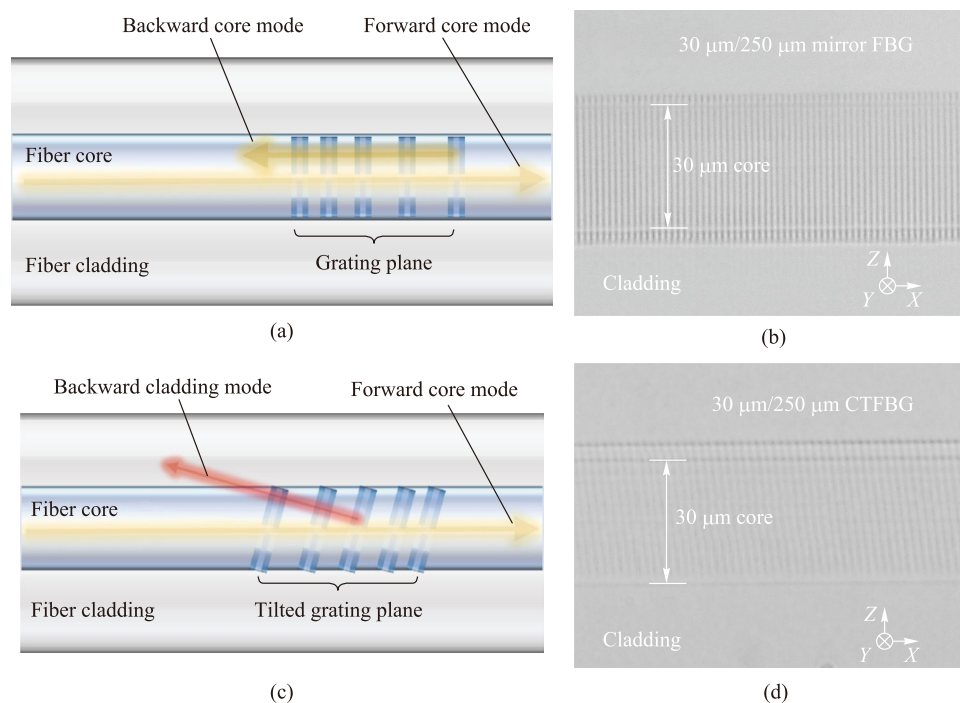 Backward core mode
Forward core mode
Fiber core
Grating plane
Fiber cladding
(a)
30 μm/250 μm mirror FBG
30 μm core
Cladding
Z
Y
X
(b)
Backward cladding mode
Forward core mode
Fiber core
Fiber cladding
Tilted grating plane
(c)
30 μm/250 μm CTFBG
30 μm core
Cladding
Z
Y
X
(d)